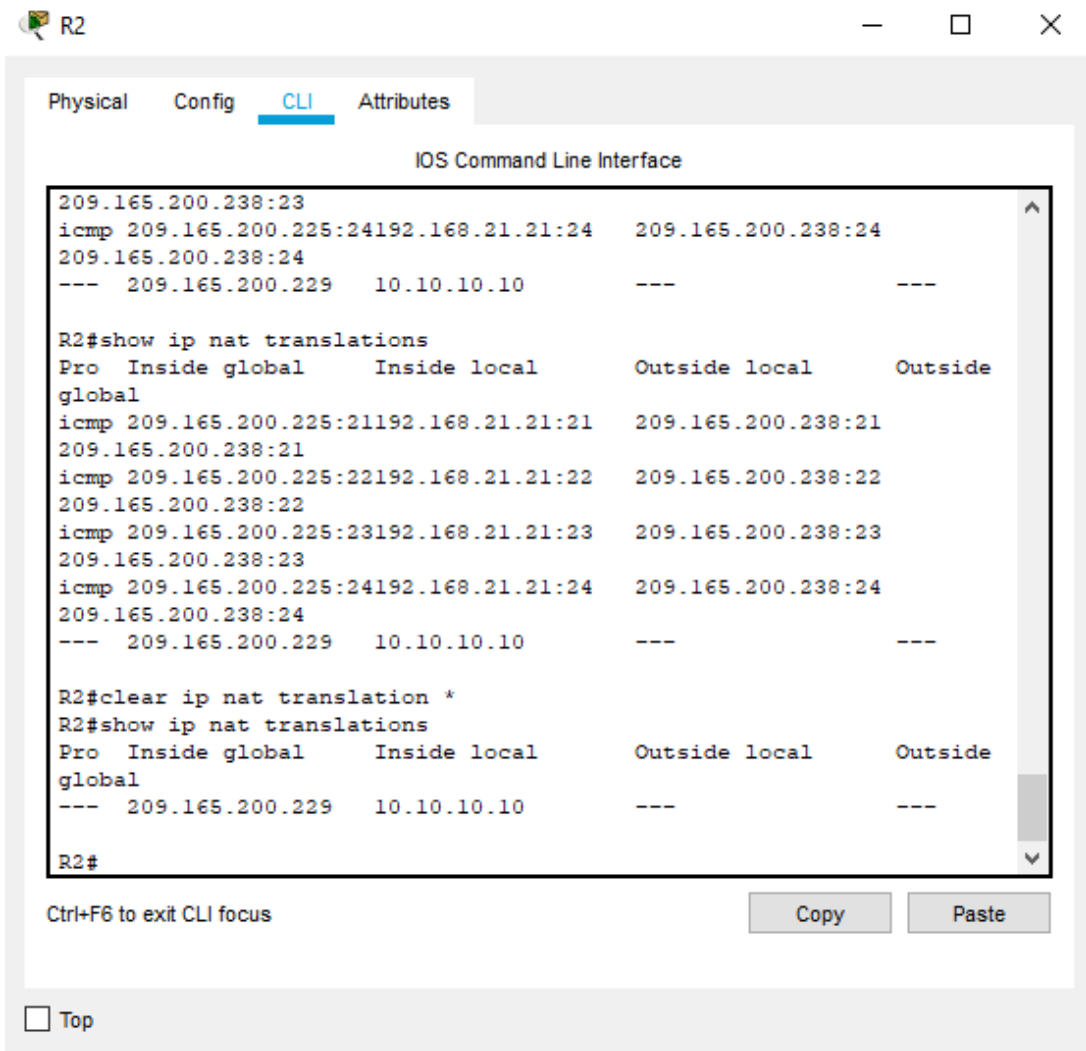 R2
Physical Config CLI Attributes
IOS Command Line Interface
209.165.200.238:23
icmp 209.165.200.225:24192.168.21.21:24 209.165.200.238:24
209.165.200.238:24
--- 209.165.200.229 10.10.10.10 --- ---
R2#show ip nat translations
Pro Inside global Inside local Outside local Outside
global
icmp 209.165.200.225:21192.168.21.21:21 209.165.200.238:21
209.165.200.238:21
icmp 209.165.200.225:22192.168.21.21:22 209.165.200.238:22
209.165.200.238:22
icmp 209.165.200.225:23192.168.21.21:23 209.165.200.238:23
209.165.200.238:23
icmp 209.165.200.225:24192.168.21.21:24 209.165.200.238:24
209.165.200.238:24
--- 209.165.200.229 10.10.10.10 --- ---
R2#clear ip nat translation *
R2#show ip nat translations
Pro Inside global Inside local Outside local Outside
global
--- 209.165.200.229 10.10.10.10 --- ---
R2#
Ctrl+F6 to exit CLI focus Copy Paste
Top